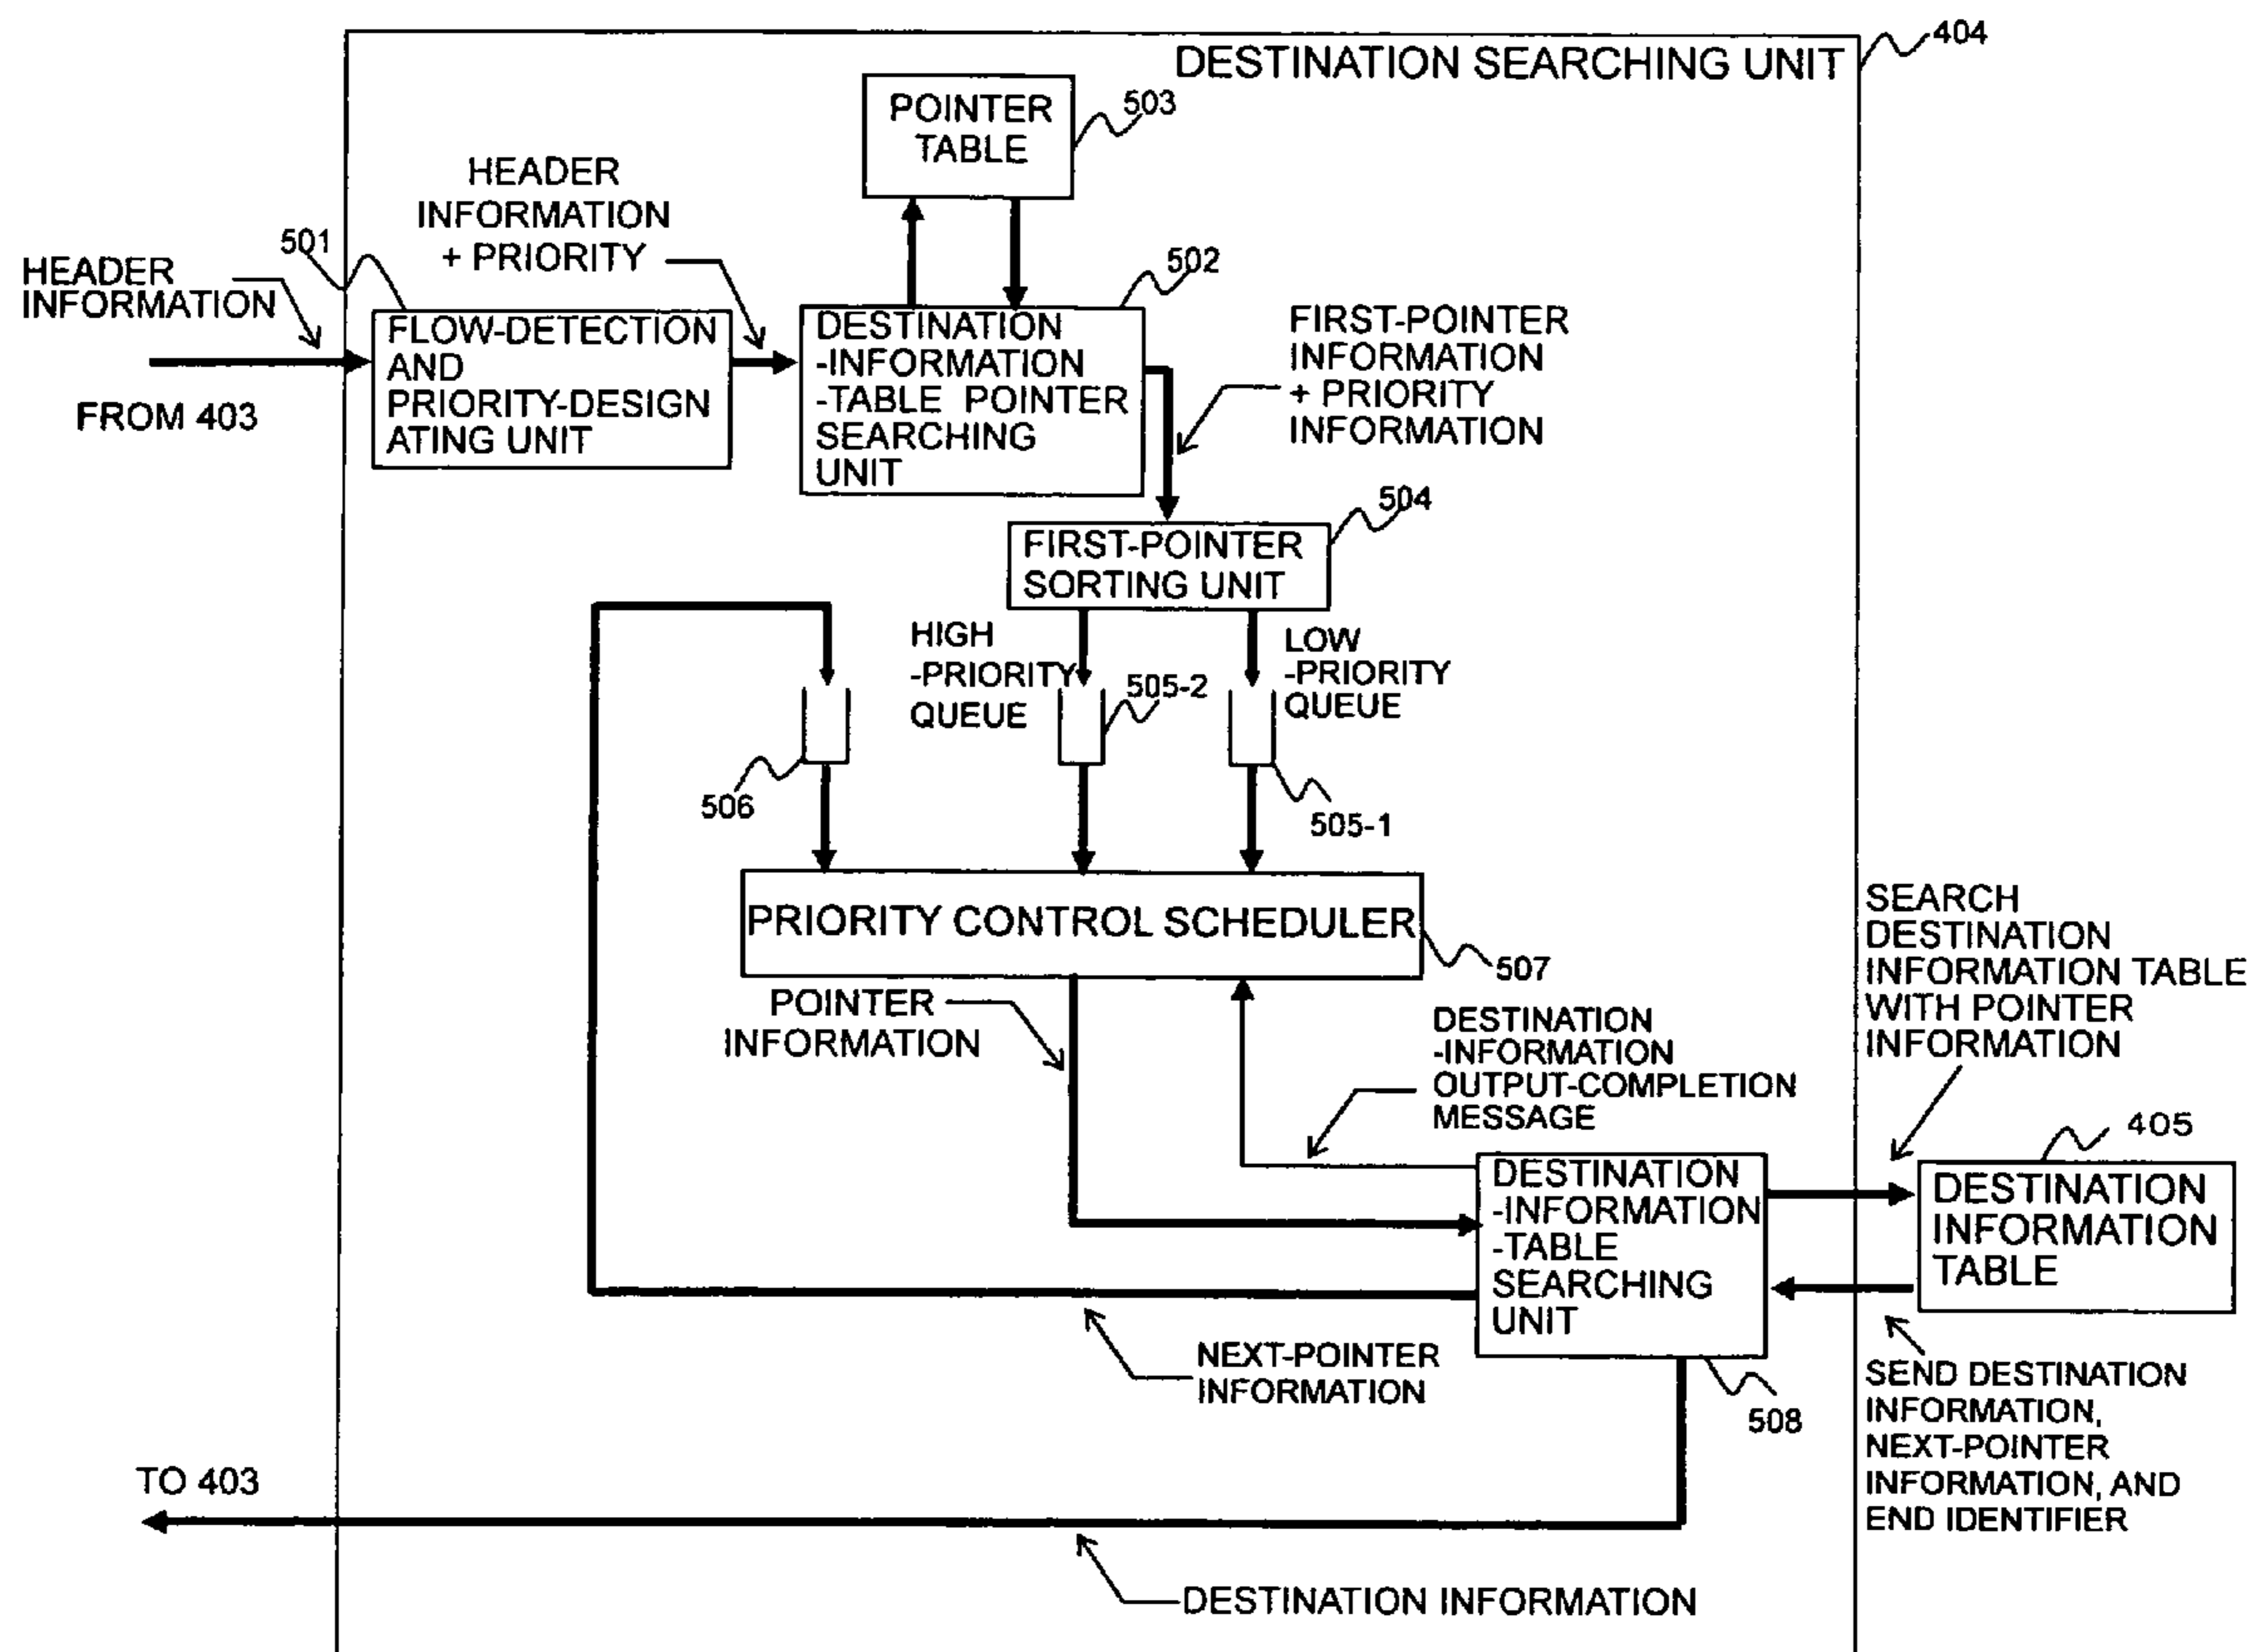 404
DESTINATION SEARCHING UNIT
POINTER
TABLE
503
HEADER
INFORMATION
+ PRIORITY
501
HEADER
INFORMATION
502
FLOW-DETECTION
AND
PRIORITY-DESIGN
ATING UNIT
DESTINATION
-INFORMATION
-TABLE POINTER
SEARCHING
UNIT
FIRST-POINTER
INFORMATION
+ PRIORITY
INFORMATION
FROM 403
504
FIRST-POINTER
SORTING UNIT
HIGH
-PRIORITY
QUEUE
505-2
LOW
-PRIORITY
QUEUE
506
505-1
PRIORITY CONTROL SCHEDULER
507
SEARCH
DESTINATION
INFORMATION TABLE
WITH POINTER
INFORMATION
POINTER
INFORMATION
DESTINATION
-INFORMATION
OUTPUT-COMPLETION
MESSAGE
405
DESTINATION
-INFORMATION
-TABLE
SEARCHING
UNIT
DESTINATION
INFORMATION
TABLE
NEXT-POINTER
INFORMATION
508
SEND DESTINATION
INFORMATION,
NEXT-POINTER
INFORMATION, AND
END IDENTIFIER
TO 403
DESTINATION INFORMATION